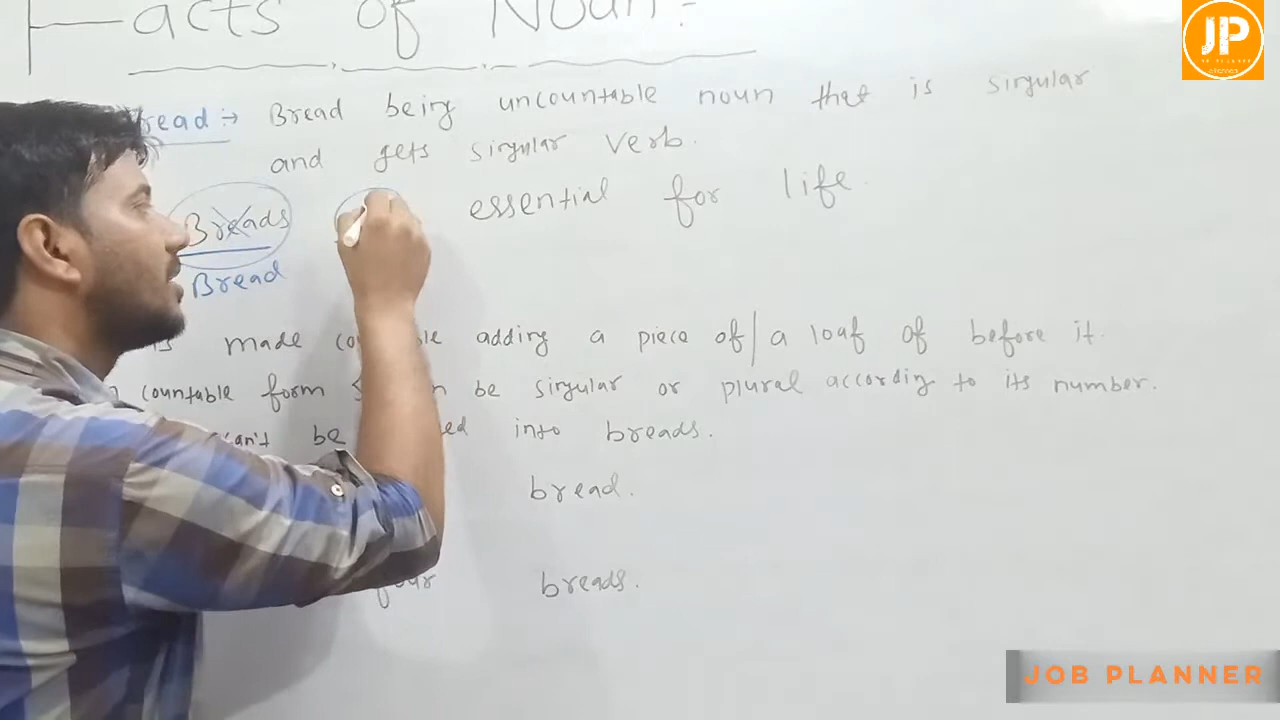 Facts of Noun:-
JP
Bread :→ Bread being uncountable noun that is singular
and gets singular verb.
Breads essential for life.
Bread
is made adding a piece of/a loaf of before it.
countable form be singular or plural according to its number.
can't be into breads.
bread.
four breads.
JOB PLANNER